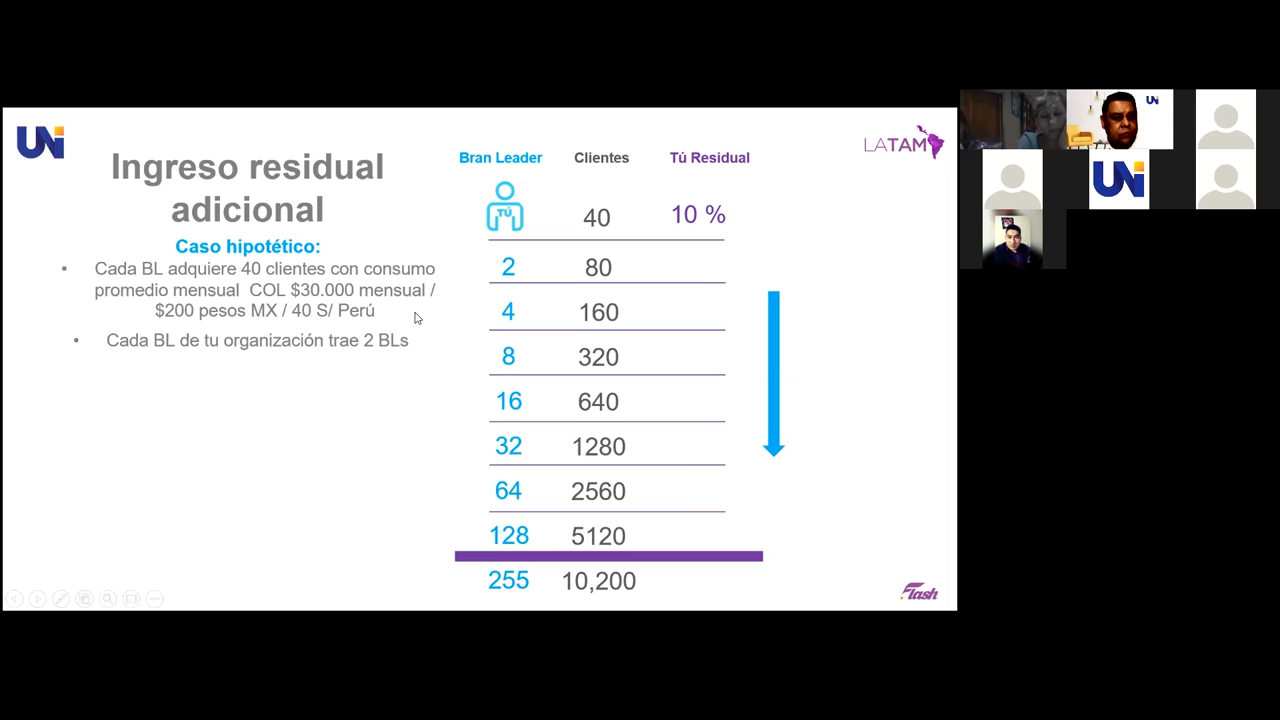 UNi
Ingreso residual
adicional
Caso hipotético:
• Cada BL adquiere 40 clientes con consumo
promedio mensual COL $30.000 mensual /
$200 pesos MX / 40 S/ Perú
• Cada BL de tu organización trae 2 BLs
LATAM
Bran Leader Clientes Tú Residual
TÚ 40 10 %
2 80
4 160
8 320
16 640
32 1280
64 2560
128 5120
255 10,200
Flash
UNi
UNi